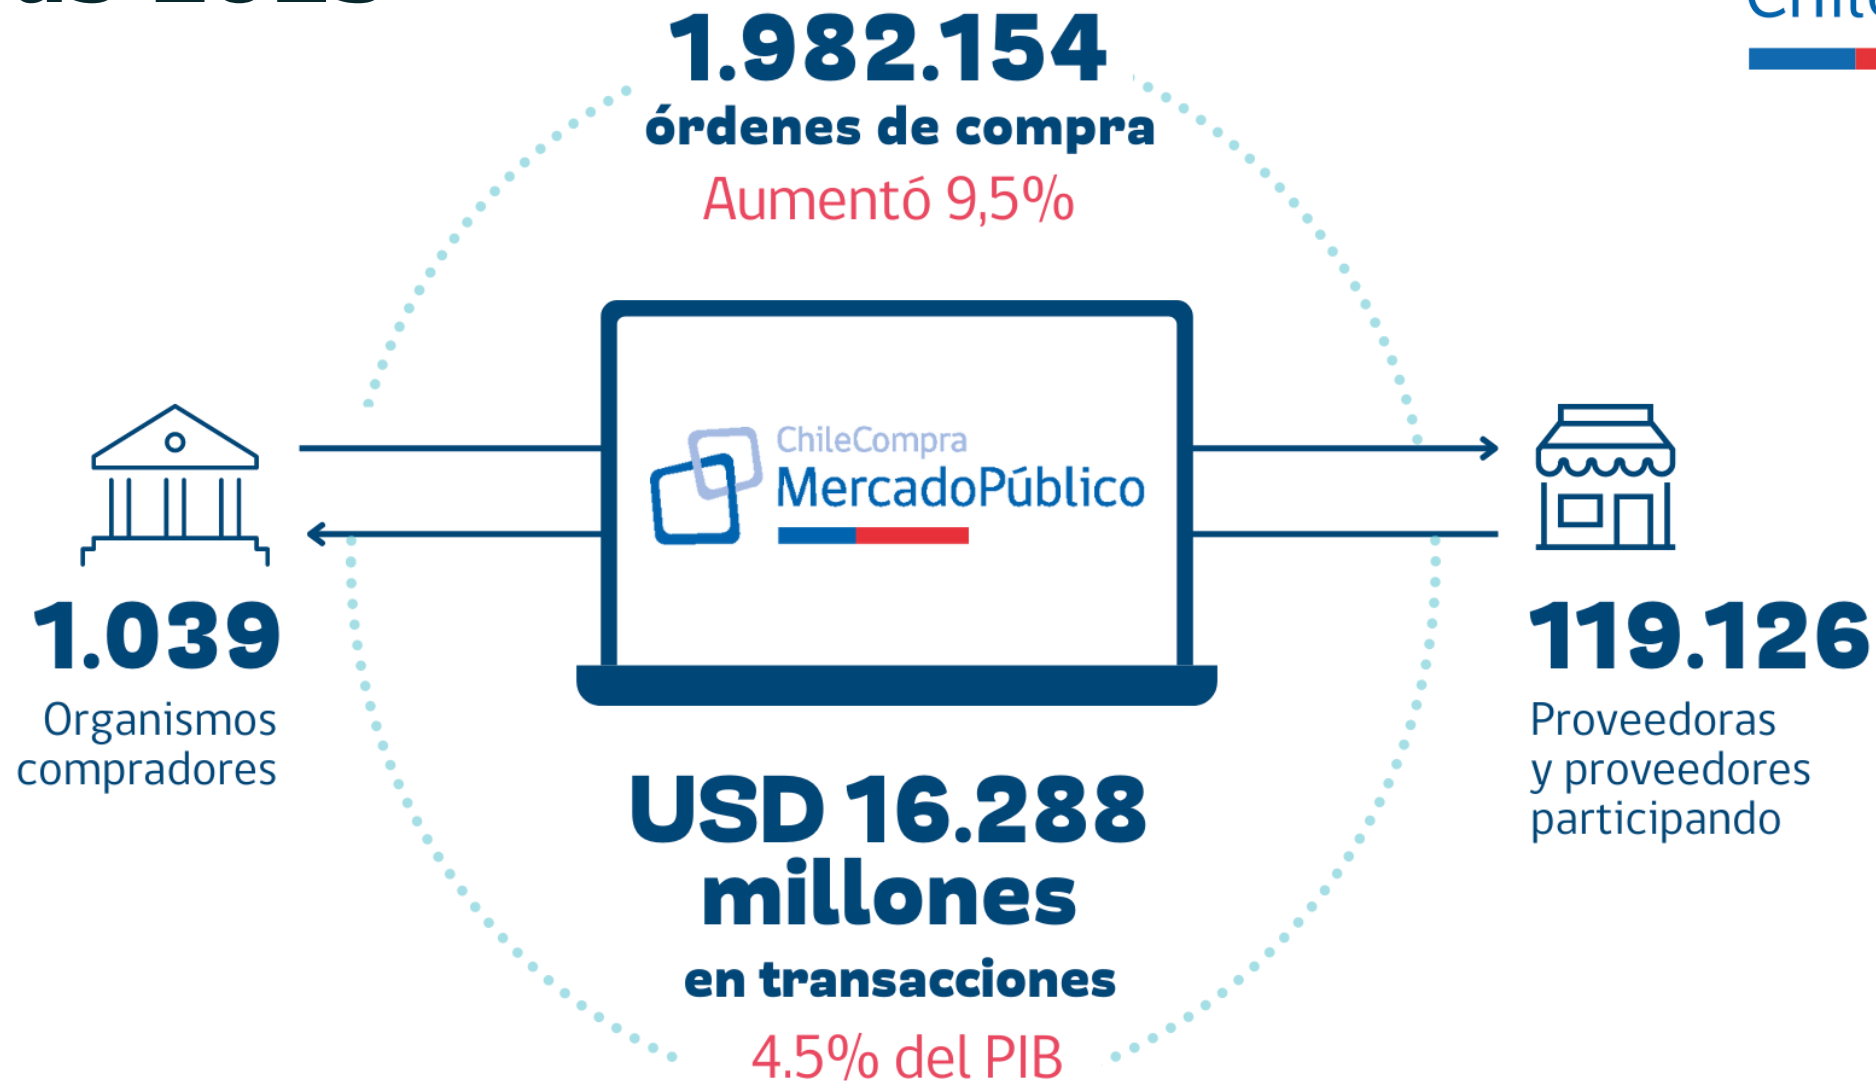 1.982.154
órdenes de compra
Aumentó 9,5%
ChileCompra
MercadoPúblico
1.039
Organismos
compradores
119.126
Proveedoras
y proveedores
participando
USD 16.288
millones
en transacciones
4.5% del PIB